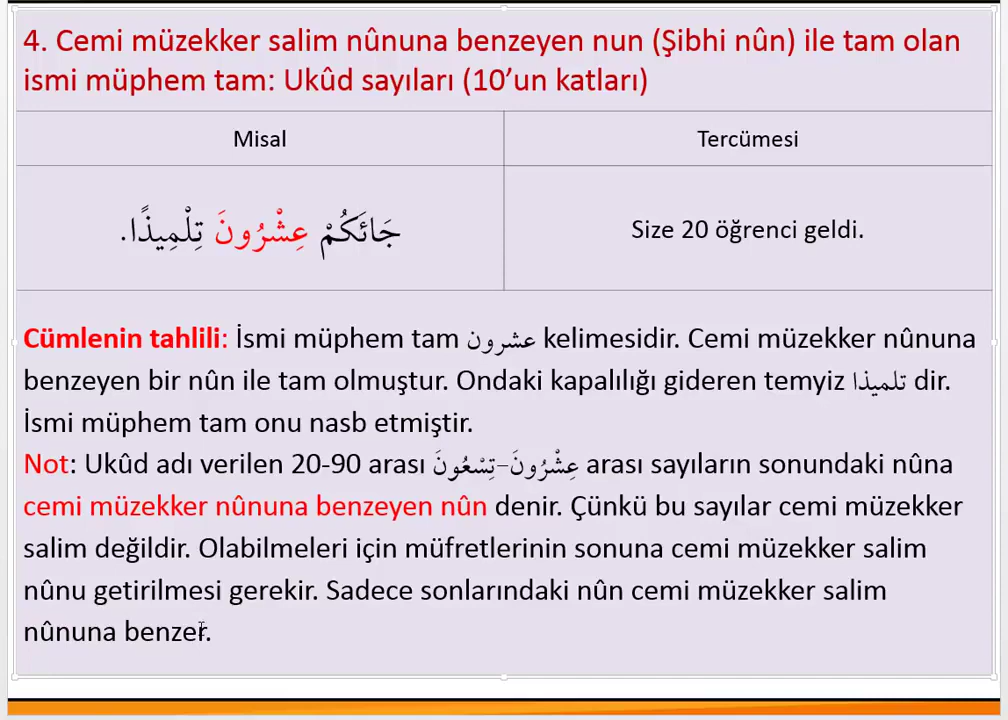 4. Cemi müzekker salim nûnuna benzeyen nun (Şibhi nûn) ile tam olan
ismi müphem tam: Ukûd sayıları (10’un katları)
Misal
Tercümesi
جَائَكُمْ عِشْرُونَ تِلْمِيذًا.
Size 20 öğrenci geldi.
Cümlenin tahlili: İsmi müphem tam عشرون kelimesidir. Cemi müzekker nûnuna
benzeyen bir nûn ile tam olmuştur. Ondaki kapalılığı gideren temyiz تلميذا dir.
İsmi müphem tam onu nasb etmiştir.
Not: Ukûd adı verilen 20-90 arası عِشْرُونَ-تِسْعُونَ arası sayıların sonundaki nûna
cemi müzekker nûnuna benzeyen nûn denir. Çünkü bu sayılar cemi müzekker
salim değildir. Olabilmeleri için müfretlerinin sonuna cemi müzekker salim
nûnu getirilmesi gerekir. Sadece sonlarındaki nûn cemi müzekker salim
nûnuna benzer.